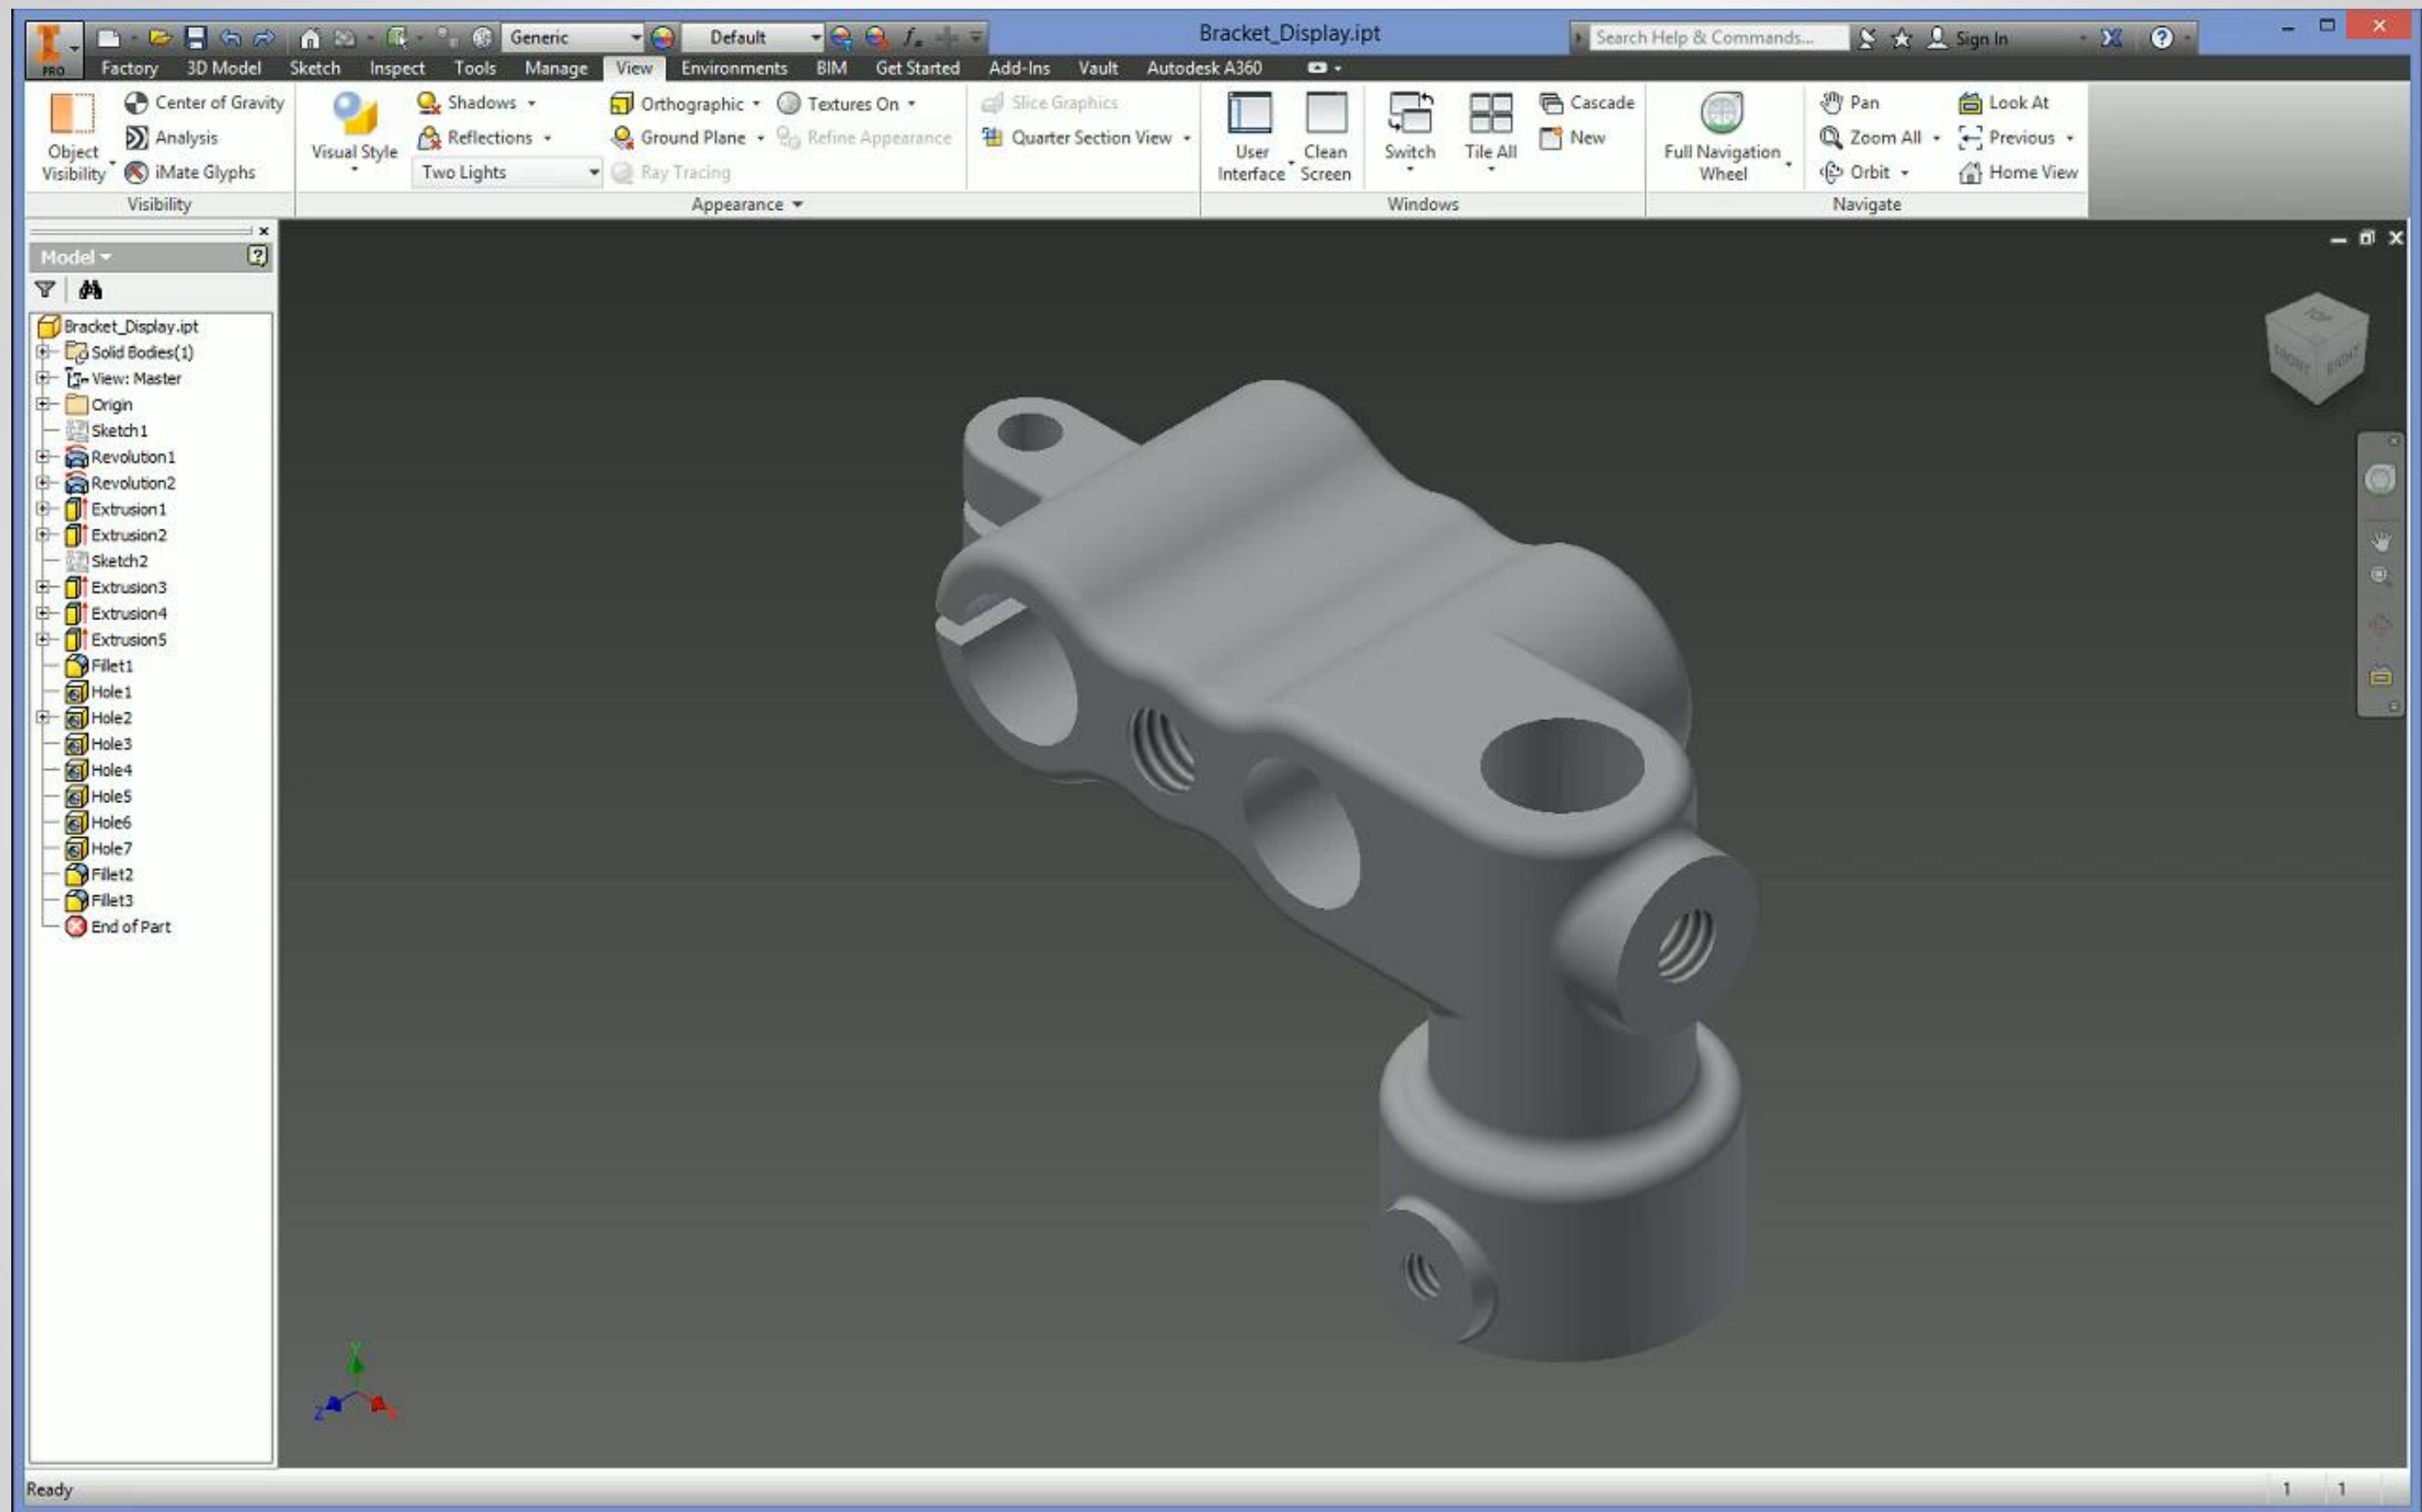 Generic Default Bracket_Display.ipt Search Help & Commands... Sign In
PRO Factory 3D Model Sketch Inspect Tools Manage View Environments BIM Get Started Add-Ins Vault Autodesk A360
Object Visibility
Center of Gravity
Analysis
iMate Glyphs
Visibility
Visual Style
Shadows
Reflections
Two Lights
Orthographic
Ground Plane
Ray Tracing
Textures On
Refine Appearance
Appearance
Slice Graphics
Quarter Section View
User Interface
Clean Screen
Switch
Tile All
Cascade
New
Windows
Full Navigation Wheel
Pan
Zoom All
Orbit
Look At
Previous
Home View
Navigate
Model
Bracket_Display.ipt
Solid Bodies(1)
View: Master
Origin
Sketch1
Revolution1
Revolution2
Extrusion1
Extrusion2
Sketch2
Extrusion3
Extrusion4
Extrusion5
Fillet1
Hole1
Hole2
Hole3
Hole4
Hole5
Hole6
Hole7
Fillet2
Fillet3
End of Part
TOP
FRONT RIGHT
Y
Z X
Ready 1 1